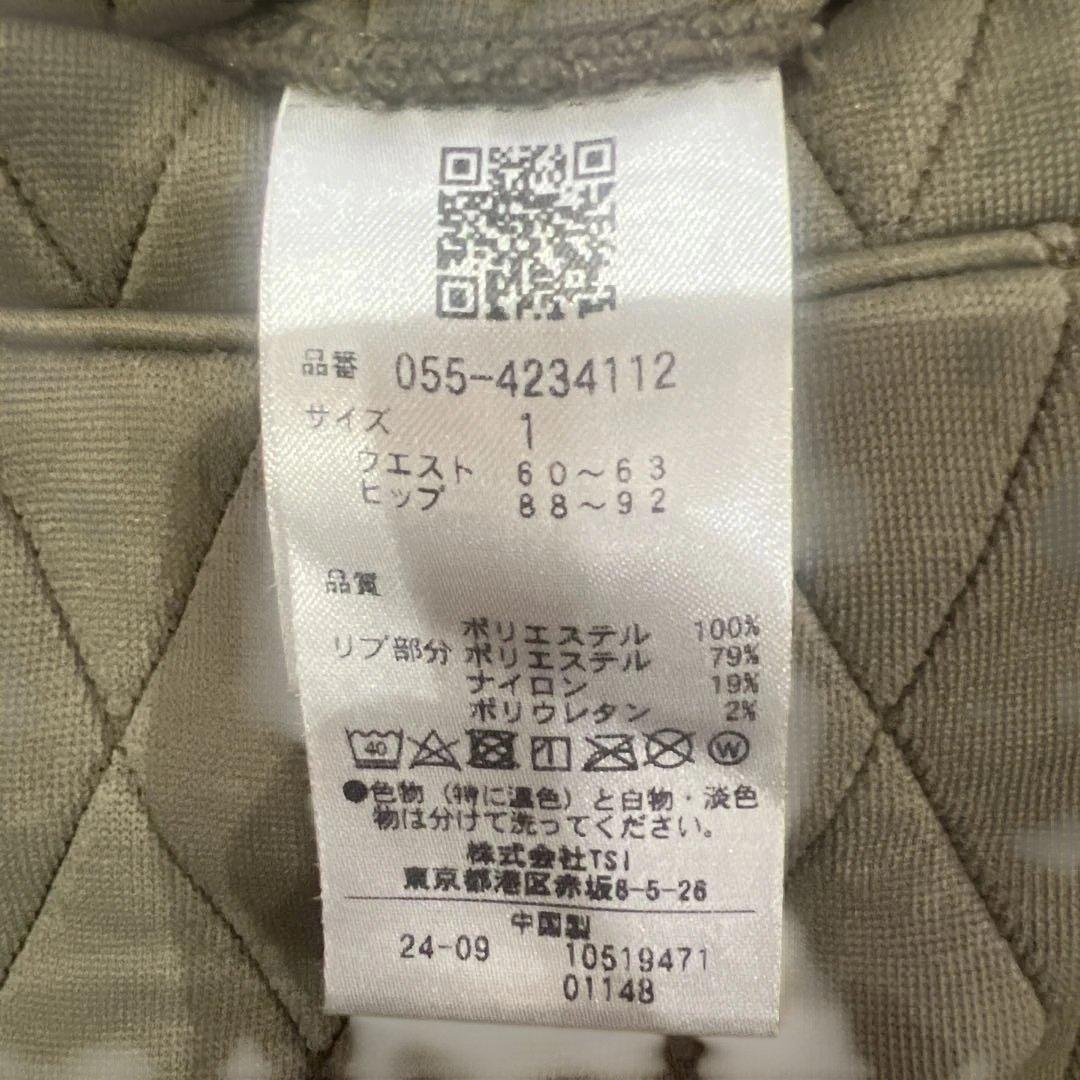 品番 055-4234112
サイズ 1
ウエスト 60~63
ヒップ 88~92
品質
ポリエステル 100%
リブ部分 ポリエステル 79%
ナイロン 19%
ポリウレタン 2%
40 W
●色物(特に濃色)と白物・淡色
物は分けて洗ってください。
株式会社TSI
東京都港区赤坂8-5-26
中国製
24-09 10519471
01148